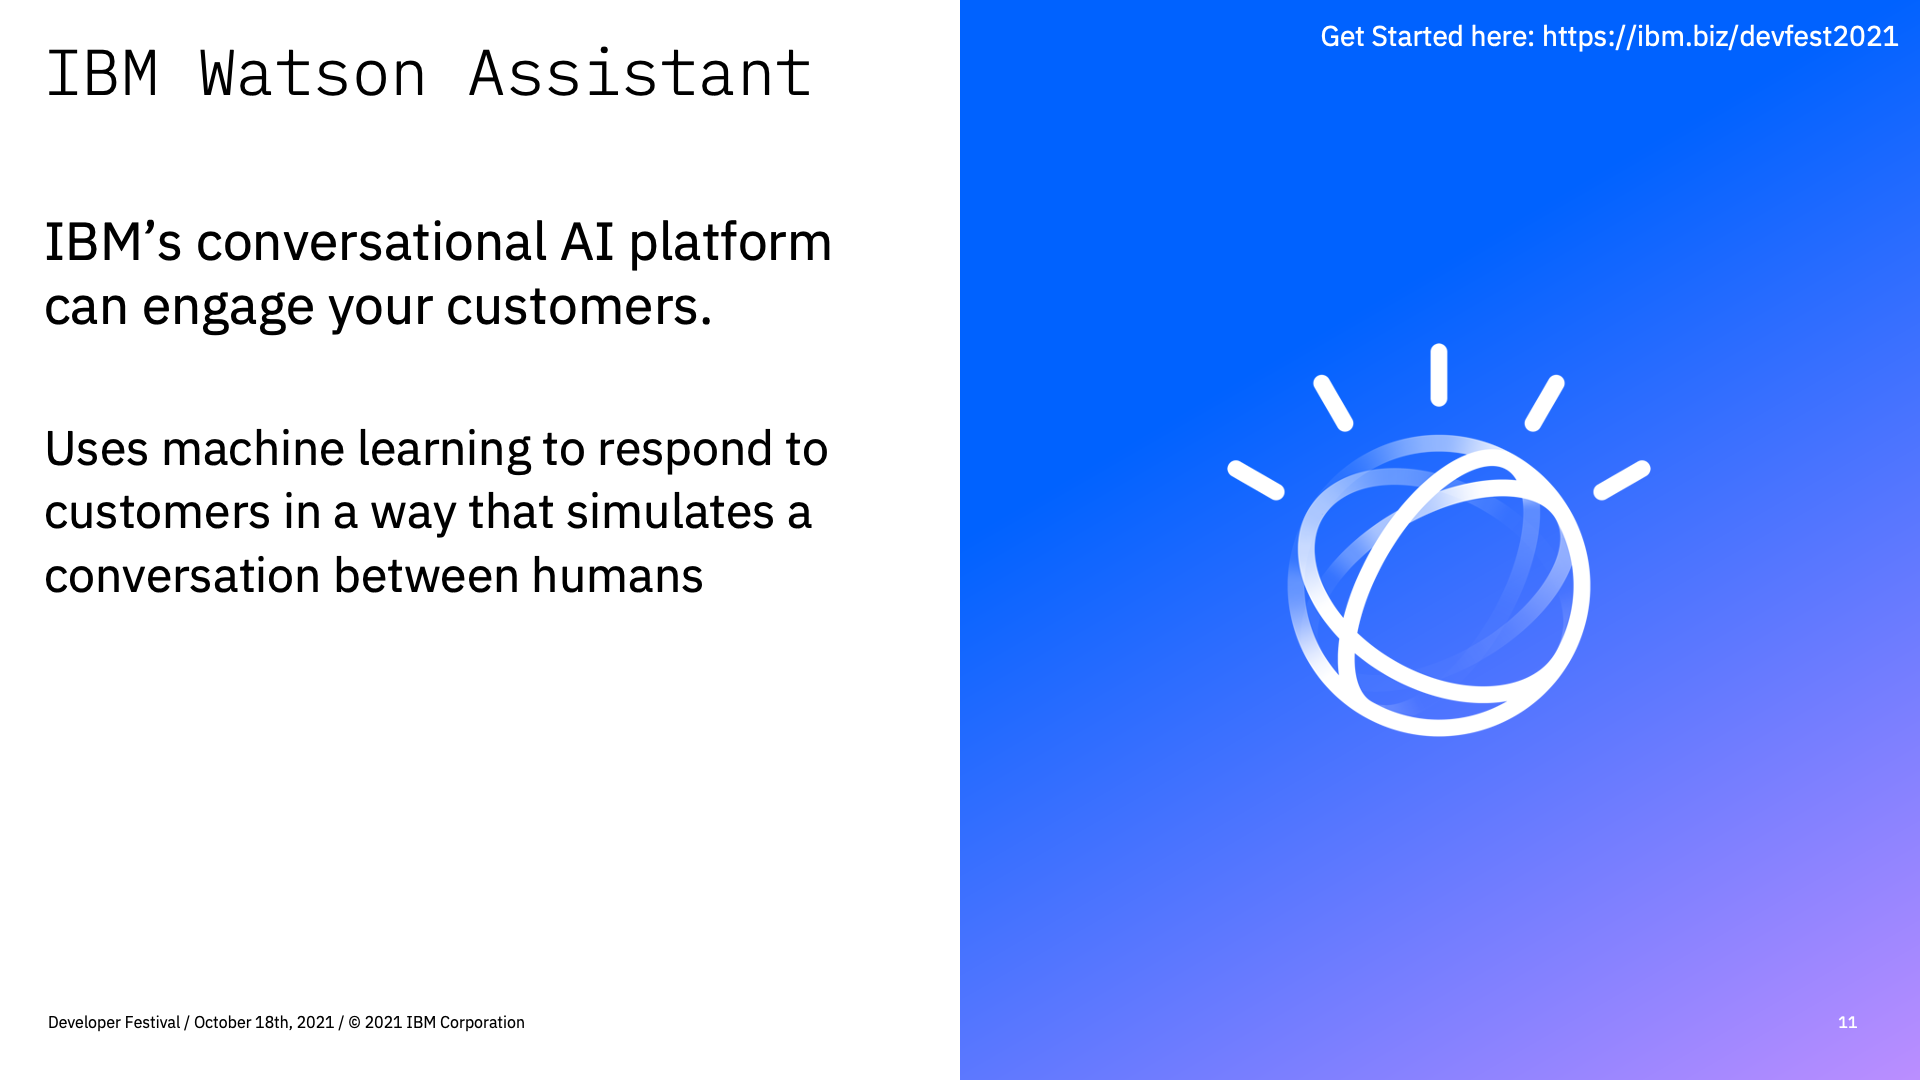 IBM Watson Assistant
Get Started here: https://ibm.biz/devfest2021
IBM’s conversational AI platform
can engage your customers.
Uses machine learning to respond to
customers in a way that simulates a
conversation between humans
Developer Festival / October 18th, 2021 / © 2021 IBM Corporation
11